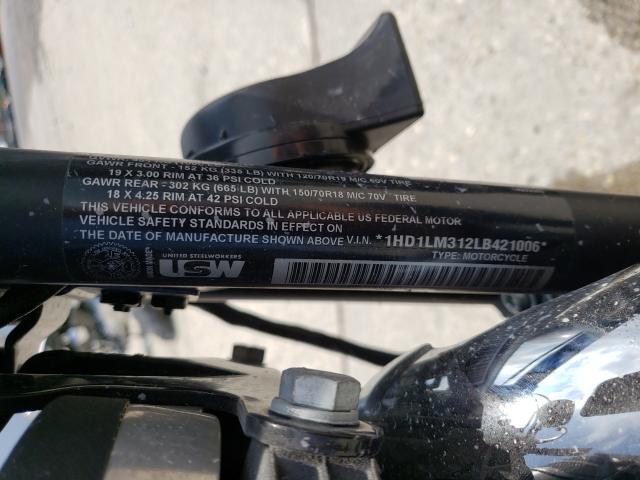 GAWR FRONT - 152 KG (335 LB) WITH 120/70R19 M/C 60V TIRE
19 X 3.00 RIM AT 36 PSI COLD
GAWR REAR - 302 KG (665 LB) WITH 150/70R18 M/C 70V TIRE
18 X 4.25 RIM AT 42 PSI COLD
THIS VEHICLE CONFORMS TO ALL APPLICABLE US FEDERAL MOTOR
VEHICLE SAFETY STANDARDS IN EFFECT ON
THE DATE OF MANUFACTURE SHOWN ABOVE V.I.N. *1HD1LM312LB421006*
TYPE: MOTORCYCLE
UNITED STEELWORKERS
USW